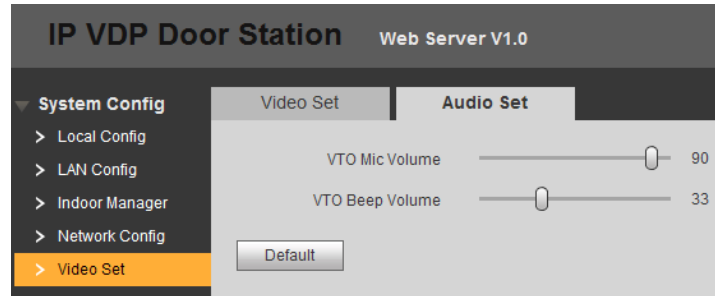 IP VDP Door Station Web Server V1.0
System Config
Local Config
LAN Config
Indoor Manager
Network Config
Video Set
Video Set Audio Set
VTO Mic Volume 90
VTO Beep Volume 33
Default